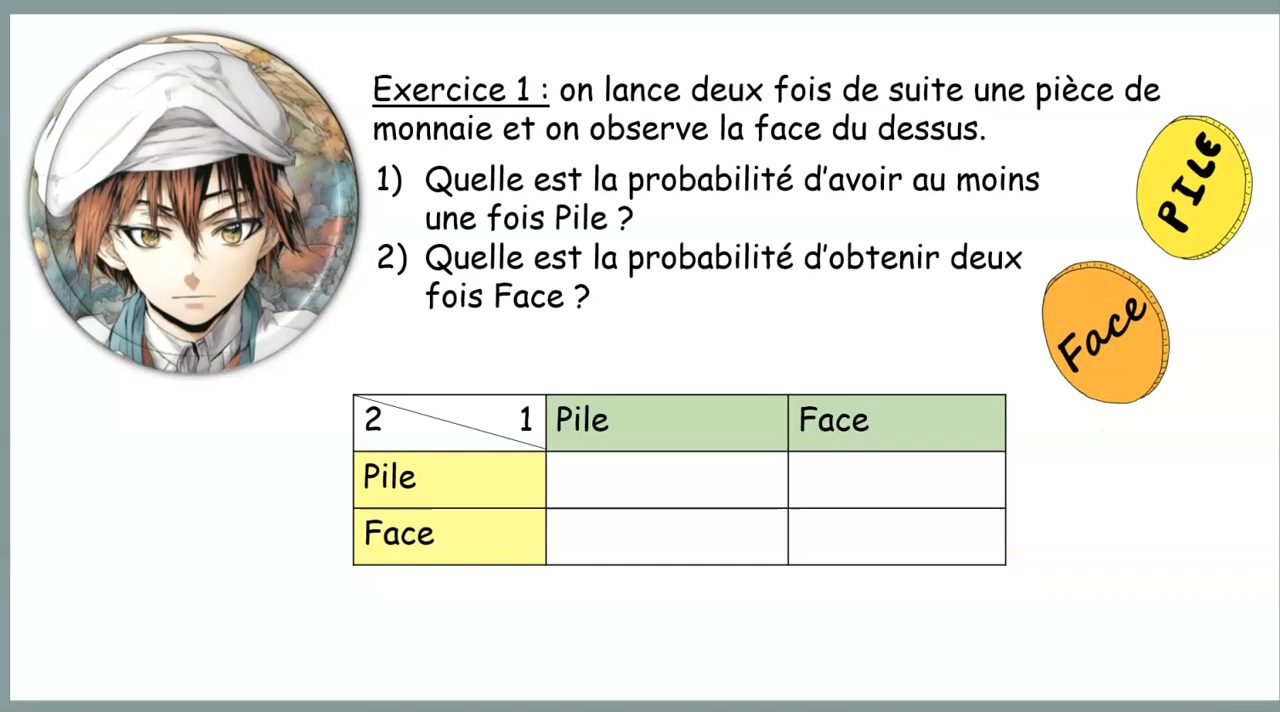 Exercice 1 : on lance deux fois de suite une pièce de
monnaie et on observe la face du dessus.
1) Quelle est la probabilité d'avoir au moins
une fois Pile ?
2) Quelle est la probabilité d'obtenir deux
fois Face ?
PILE
Face
2 1 Pile Face
Pile
Face